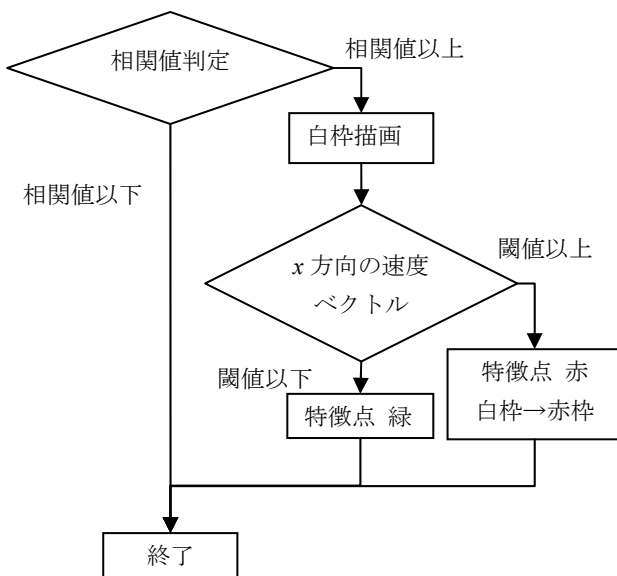 相関値判定
相関値以上
白枠描画
相関値以下
x 方向の速度
ベクトル
閾値以上
閾値以下
特徴点 赤
白枠→赤枠
特徴点 緑
終了